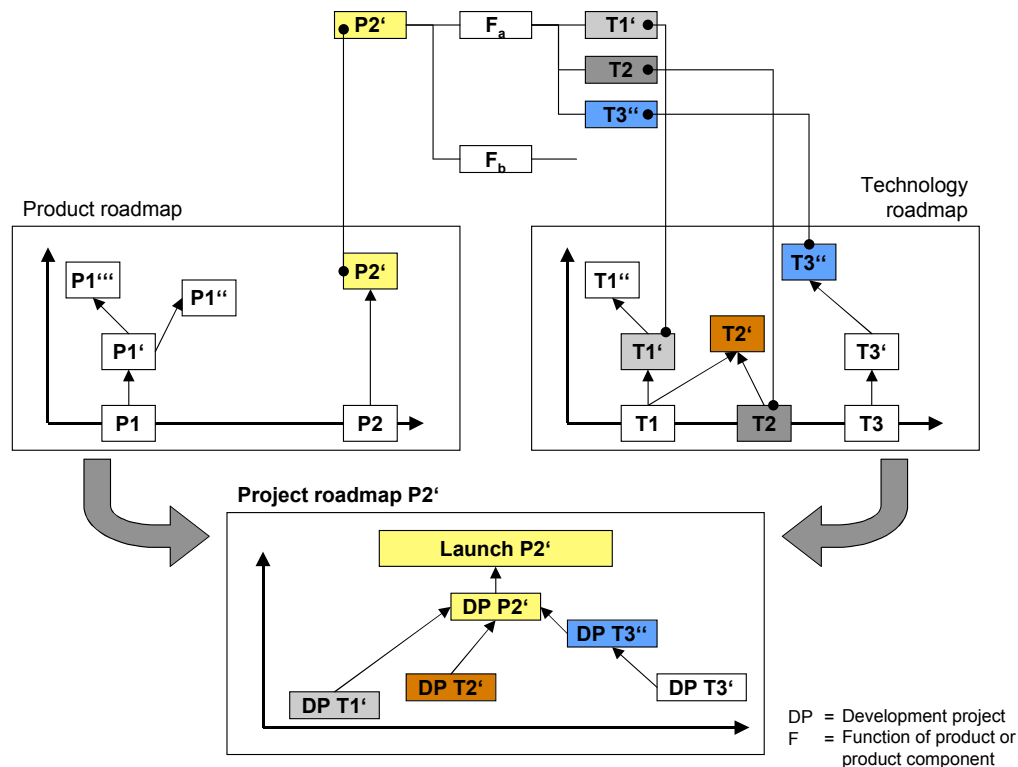 P2‘
F a
T1‘
T2
T3“
F b
Product roadmap
Technology
roadmap
P1‘“
P1“
P2‘
P1‘
P1
P2
T3“
T1“
T2‘
T1‘
T3‘
T1
T2
T3
Project roadmap P2‘
Launch P2‘
DP P2‘
DP T3“
DP T1‘
DP T2‘
DP T3‘
DP = Development project
F = Function of product or
product component